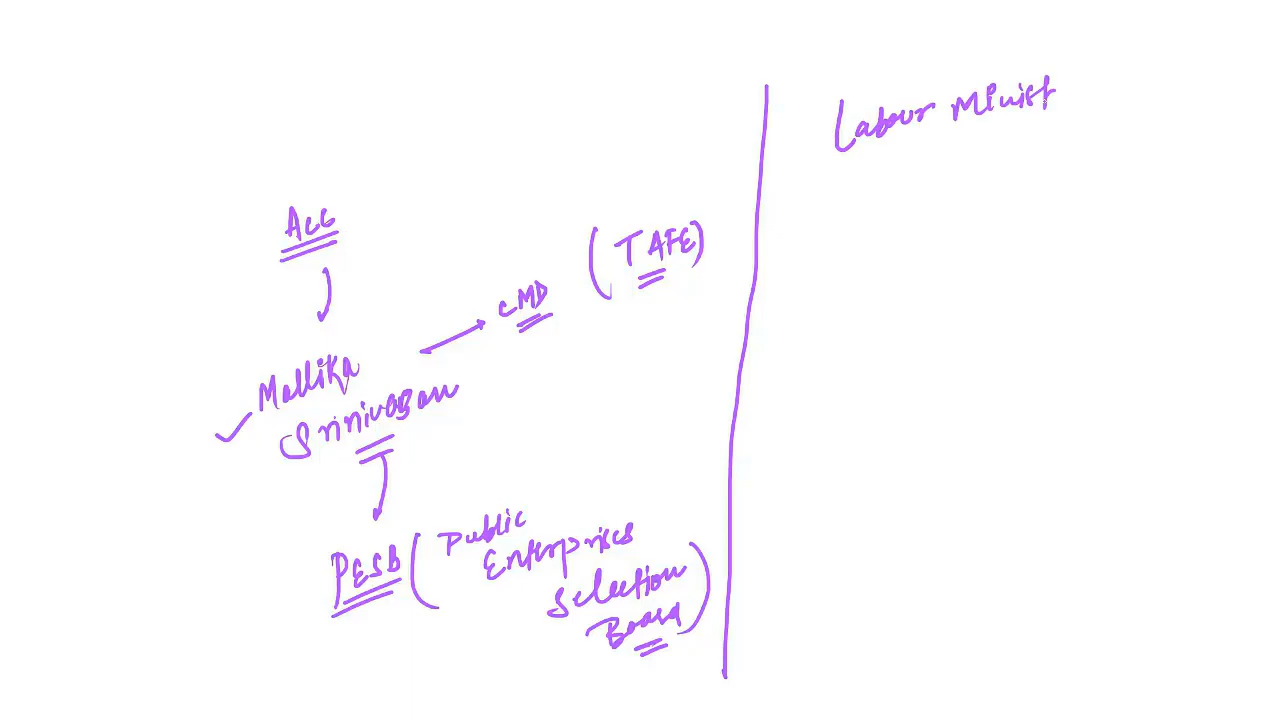 ACC
CMD (TAFE)
Mallika
Srinivasan
PESB (Public
Enterprises
Selection
Board)
Labour Minist